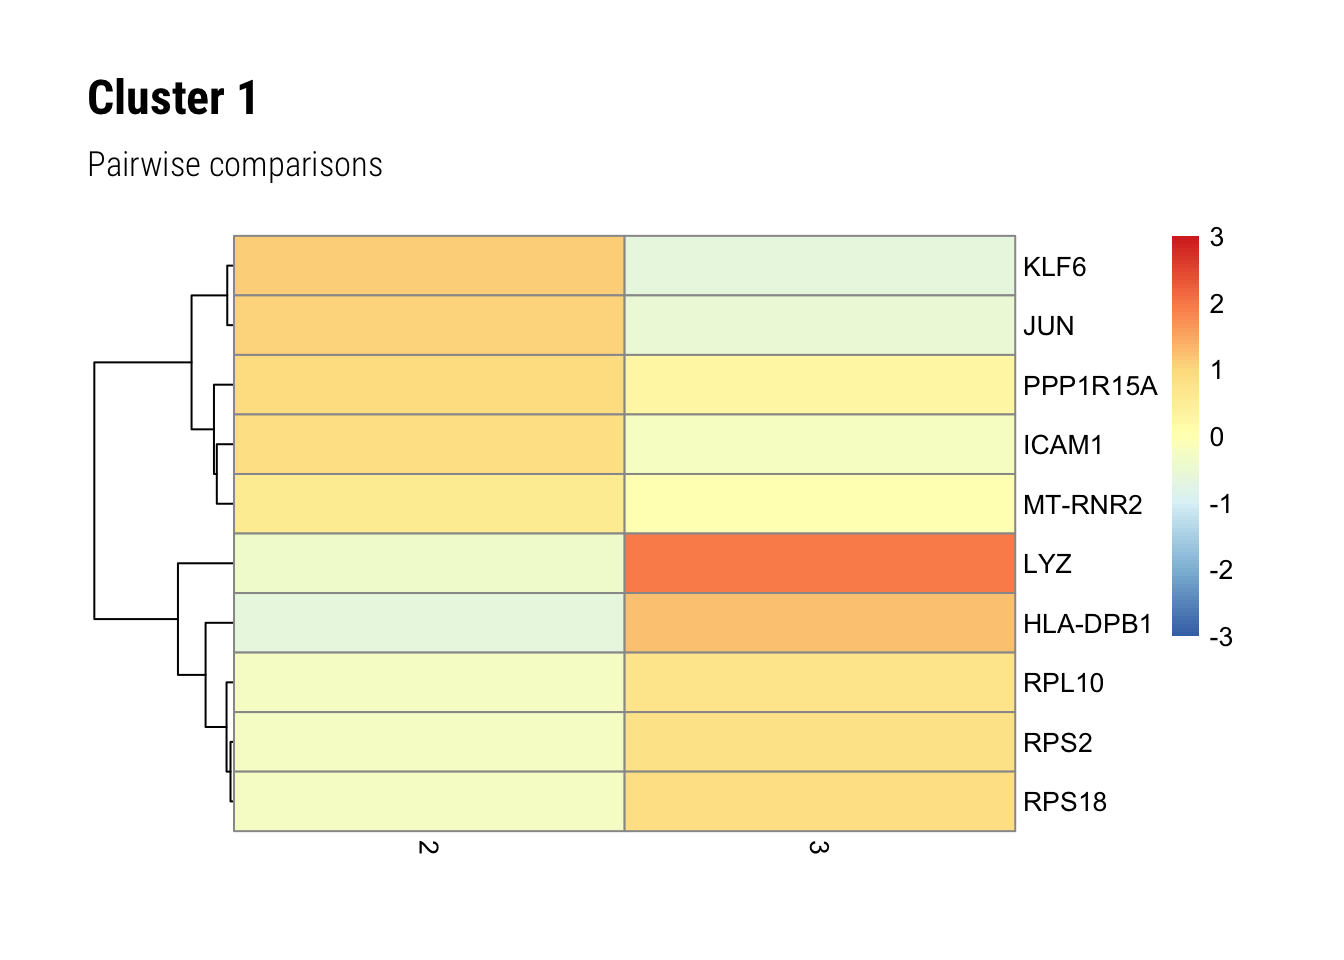 Cluster 1
Pairwise comparisons
KLF6
JUN
PPP1R15A
ICAM1
MT-RNR2
LYZ
HLA-DPB1
RPL10
RPS2
RPS18
3
2
1
0
-1
-2
-3
2
3